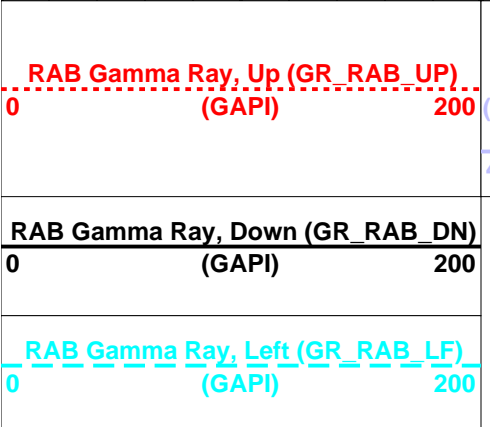 RAB Gamma Ray, Up (GR_RAB_UP)
0 (GAPI) 200
RAB Gamma Ray, Down (GR_RAB_DN)
0 (GAPI) 200
RAB Gamma Ray, Left (GR_RAB_LF)
0 (GAPI) 200